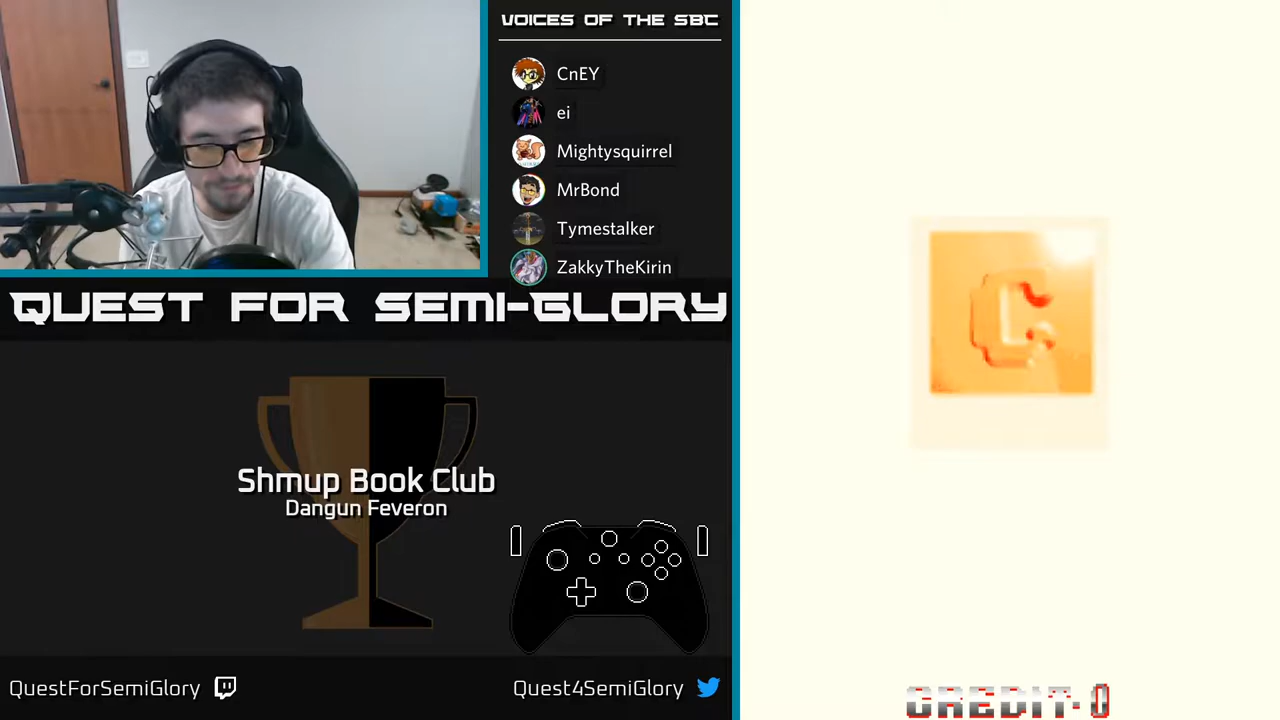 VOICES OF THE SBC
CnEY
ei
Mightysquirrel
MrBond
Tymestalker
ZakkyTheKirin
QUEST FOR SEMI-GLORY
Shmup Book Club
Dangun Feveron
QuestForSemiGlory
Quest4SemiGlory
C
CREDIT.0